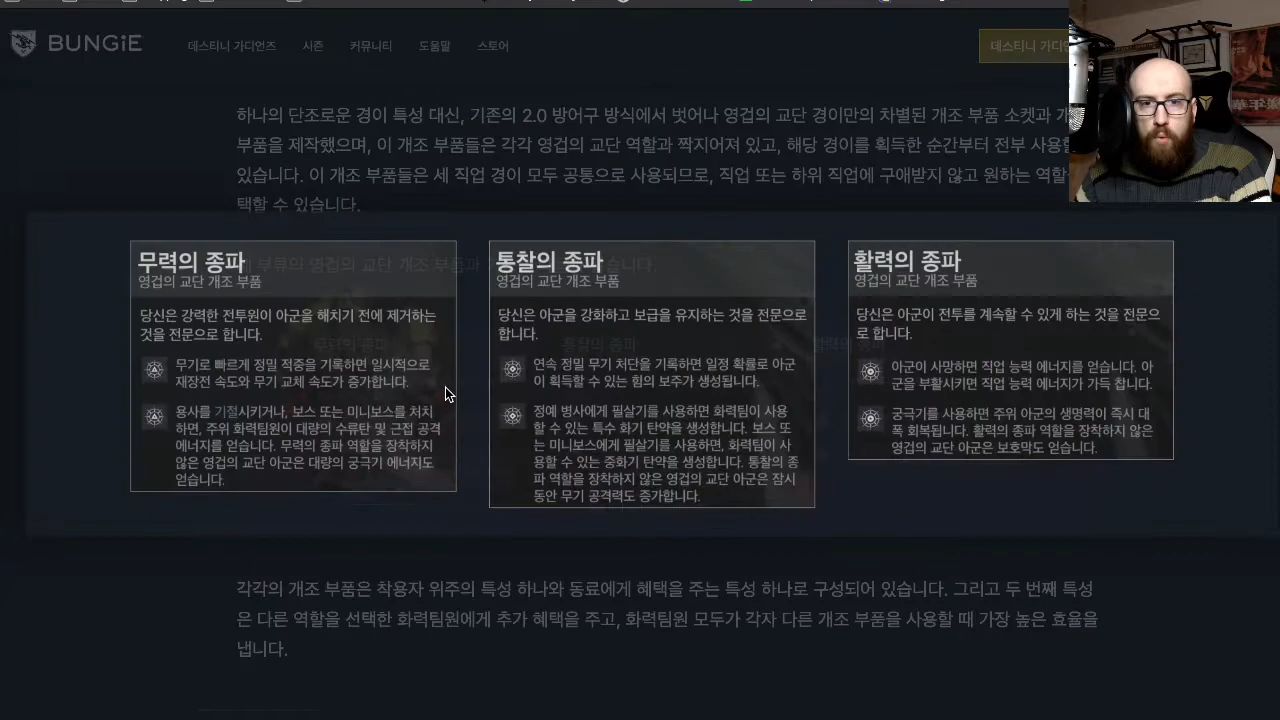 BUNGiE
데스티니 가디언즈
시즌
커뮤니티
도움말
스토어
데스티니 가디
하나의 단조로운 경이 특성 대신, 기존의 2.0 방어구 방식에서 벗어나 영겁의 교단 경이만의 차별된 개조 부품 소켓과
부품을 제작했으며, 이 개조 부품들은 각각 영겁의 교단 역할과 짝지어져 있고, 해당 경이를 획득한 순간부터 전부
있습니다. 이 개조 부품들은 세 직업 경이 모두 공통으로 사용되므로, 직업 또는 하위 직업에 구애받지 않고 원하는
택할 수 있습니다.
무력의 종파
영겁의 교단 개조 부품
당신은 강력한 전투원이 아군을 해치기 전에 제거하는
것을 전문으로 합니다.
무기로 빠르게 정밀 적중을 기록하면 일시적으로
재장전 속도와 무기 교체 속도가 증가합니다.
용사를 기절시키거나, 보스 또는 미니보스를 처치
하면, 주위 화력팀원이 대량의 수류탄 및 근접 공격
에너지를 얻습니다. 무력의 종파 역할을 장착하지
않은 영겁의 교단 아군은 대량의 궁극기 에너지도
얻습니다.
통찰의 종파
영겁의 교단 개조 부품
당신은 아군을 강화하고 보급을 유지하는 것을 전문으로
합니다.
연속 정밀 무기 처단을 기록하면 일정 확률로 아군
이 획득할 수 있는 힘의 보주가 생성됩니다.
정예 병사에게 필살기를 사용하면 화력팀이 사용
할 수 있는 특수 화기 탄약을 생성합니다. 보스 또
는 미니보스에게 필살기를 사용하면, 화력팀이 사
용할 수 있는 중화기 탄약을 생성합니다. 통찰의 종
파 역할을 장착하지 않은 영겁의 교단 아군은 잠시
동안 무기 공격력도 증가합니다.
활력의 종파
영겁의 교단 개조 부품
당신은 아군이 전투를 계속할 수 있게 하는 것을 전문으
로 합니다.
아군이 사망하면 직업 능력 에너지를 얻습니다. 아
군을 부활시키면 직업 능력 에너지가 가득 찹니다.
궁극기를 사용하면 주위 아군의 생명력이 즉시 대
폭 회복됩니다. 활력의 종파 역할을 장착하지 않은
영겁의 교단 아군은 보호막도 얻습니다.
각각의 개조 부품은 착용자 위주의 특성 하나와 동료에게 혜택을 주는 특성 하나로 구성되어 있습니다. 그리고 두 번째 특성
은 다른 역할을 선택한 화력팀원에게 추가 혜택을 주고, 화력팀원 모두가 각자 다른 개조 부품을 사용할 때 가장 높은 효율을
냅니다.